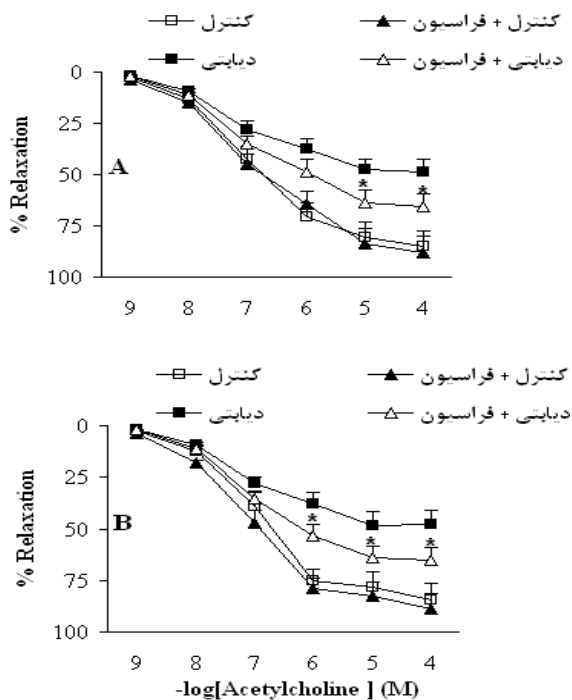 کنترل
فراسیون + کنترل
دیابتی
فراسیون + دیابتی
0
25
50
75
100
% Relaxation
A
*
*
9 8 7 6 5 4
کنترل
فراسیون + کنترل
دیابتی
فراسیون + دیابتی
0
25
50
75
100
% Relaxation
B
*
*
*
9 8 7 6 5 4
-log[Acetylcholine ] (M)